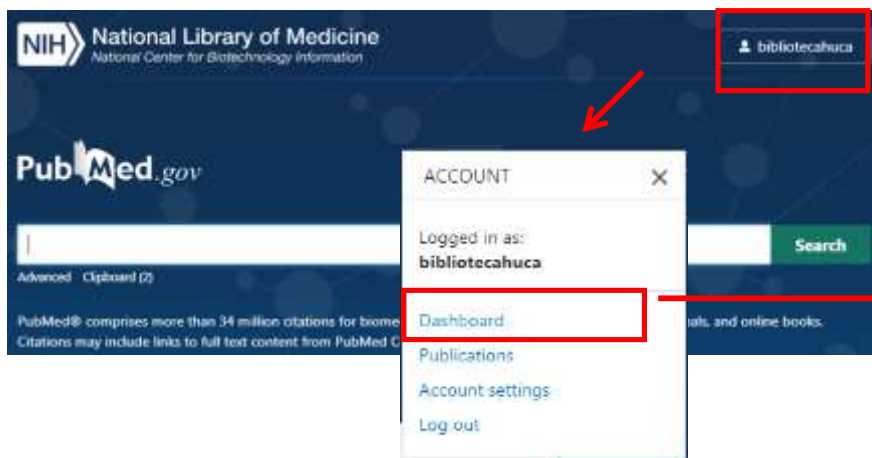 NIH National Library of Medicine
National Center for Biotechnology Information
bibliotecahuca
PubMed.gov
Search
Advanced Clipboard (2)
PubMed® comprises more than 34 million citations for biome
als, and online books.
Citations may include links to full text content from PubMed C
ACCOUNT
Logged in as:
bibliotecahuca
Dashboard
Publications
Account settings
Log out